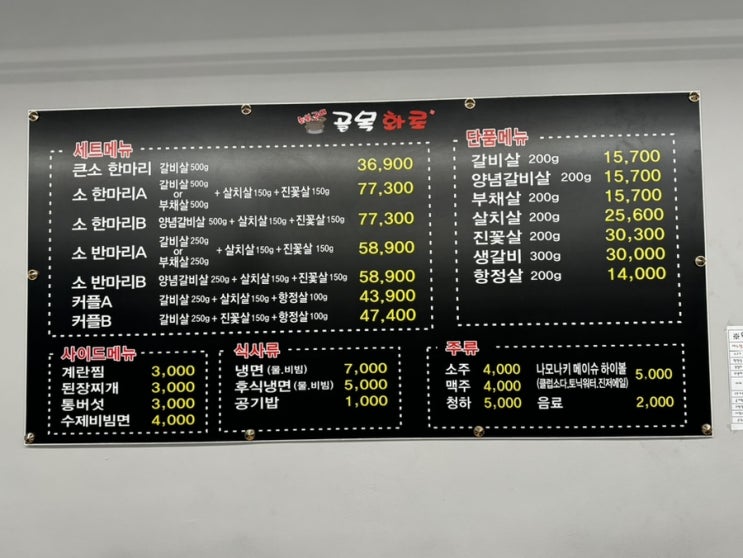 골목 화로
세트메뉴
큰소 한마리 갈비살 500g 36,900
소 한마리A 갈비살 500g or 부채살 500g + 살치살 150g + 진꽃살 150g 77,300
소 한마리B 양념갈비살 500g + 살치살 150g + 진꽃살 150g 77,300
소 반마리A 갈비살 250g or 부채살 250g + 살치살 150g + 진꽃살 150g 58,900
소 반마리B 양념갈비살 250g + 살치살 150g + 진꽃살 150g 58,900
커플A 갈비살 250g + 살치살 150g + 항정살 100g 43,900
커플B 갈비살 250g + 진꽃살 150g + 항정살 100g 47,400
단품메뉴
갈비살 200g 15,700
양념갈비살 200g 15,700
부채살 200g 15,700
살치살 200g 25,600
진꽃살 200g 30,300
생갈비 300g 30,000
항정살 200g 14,000
사이드메뉴
계란찜 3,000
된장찌개 3,000
통버섯 3,000
수제비빔면 4,000
식사류
냉면 (물,비빔) 7,000
후식냉면 (물,비빔) 5,000
공기밥 1,000
주류
소주 4,000
맥주 4,000
청하 5,000
나모나키 메이슈 하이볼 5.000
(클럽소다,토닉워터,진저에일)
음료 2,000